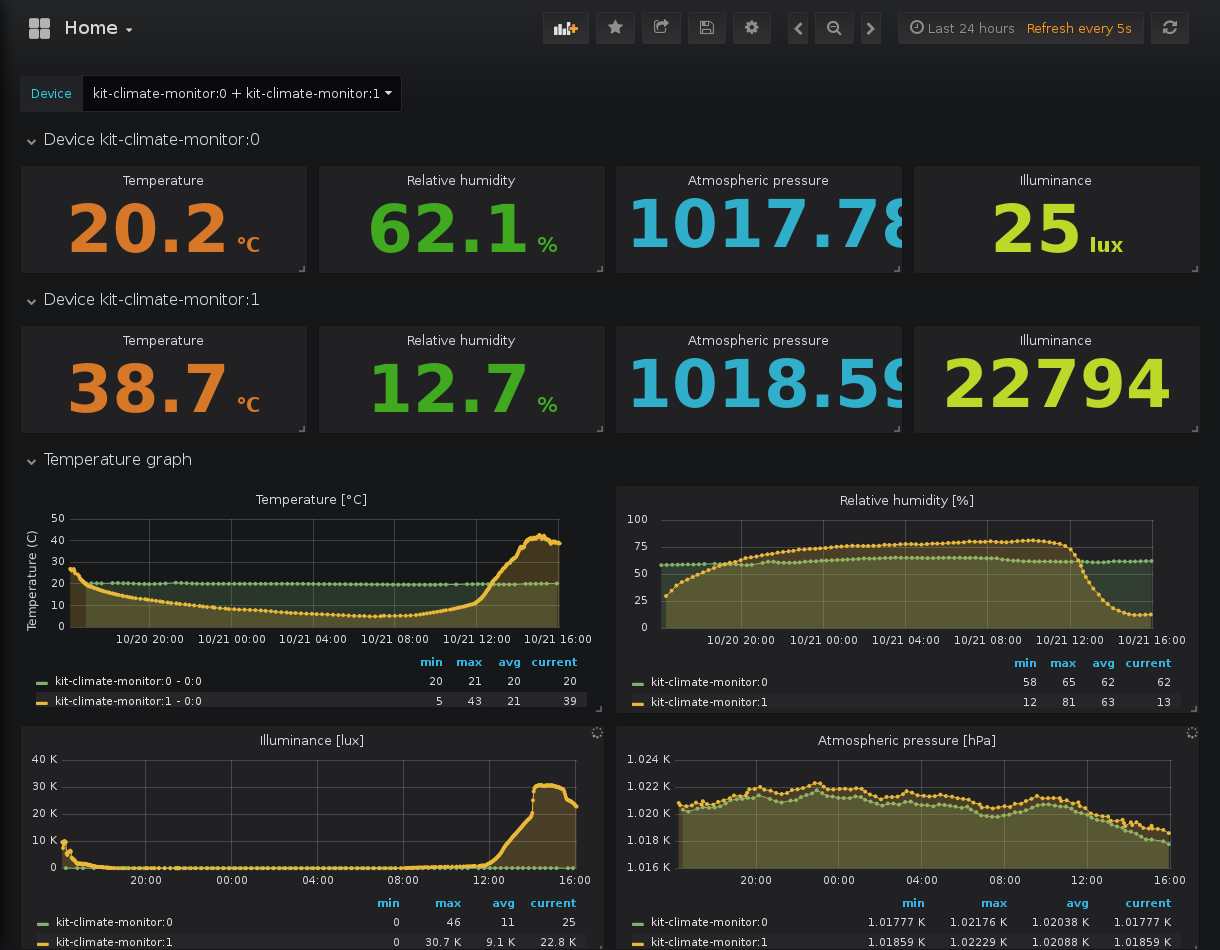 Home
Last 24 hours Refresh every 5s
Device kit-climate-monitor:0 + kit-climate-monitor:1
Device kit-climate-monitor:0
Temperature Relative humidity Atmospheric pressure Illuminance
20.2 °C 62.1 % 1017.78 25 lux
Device kit-climate-monitor:1
Temperature Relative humidity Atmospheric pressure Illuminance
38.7 °C 12.7 % 1018.59 22794
Temperature graph
Temperature [°C]
Temperature (C)
50
40
30
20
10
0
10/20 20:00 10/21 00:00 10/21 04:00 10/21 08:00 10/21 12:00 10/21 16:00
min max avg current
kit-climate-monitor:0 - 0:0 20 21 20 20
kit-climate-monitor:1 - 0:0 5 43 21 39
Relative humidity [%]
100
75
50
25
0
10/20 20:00 10/21 00:00 10/21 04:00 10/21 08:00 10/21 12:00 10/21 16:00
min max avg current
kit-climate-monitor:0 58 65 62 62
kit-climate-monitor:1 12 81 63 13
Illuminance [lux]
40 K
30 K
20 K
10 K
0
20:00 00:00 04:00 08:00 12:00 16:00
min max avg current
kit-climate-monitor:0 0 46 11 25
kit-climate-monitor:1 0 30.7 K 9.1 K 22.8 K
Atmospheric pressure [hPa]
1.024 K
1.022 K
1.020 K
1.018 K
1.016 K
20:00 00:00 04:00 08:00 12:00 16:00
min max avg current
kit-climate-monitor:0 1.01777 K 1.02176 K 1.02038 K 1.01777 K
kit-climate-monitor:1 1.01859 K 1.02229 K 1.02088 K 1.01859 K